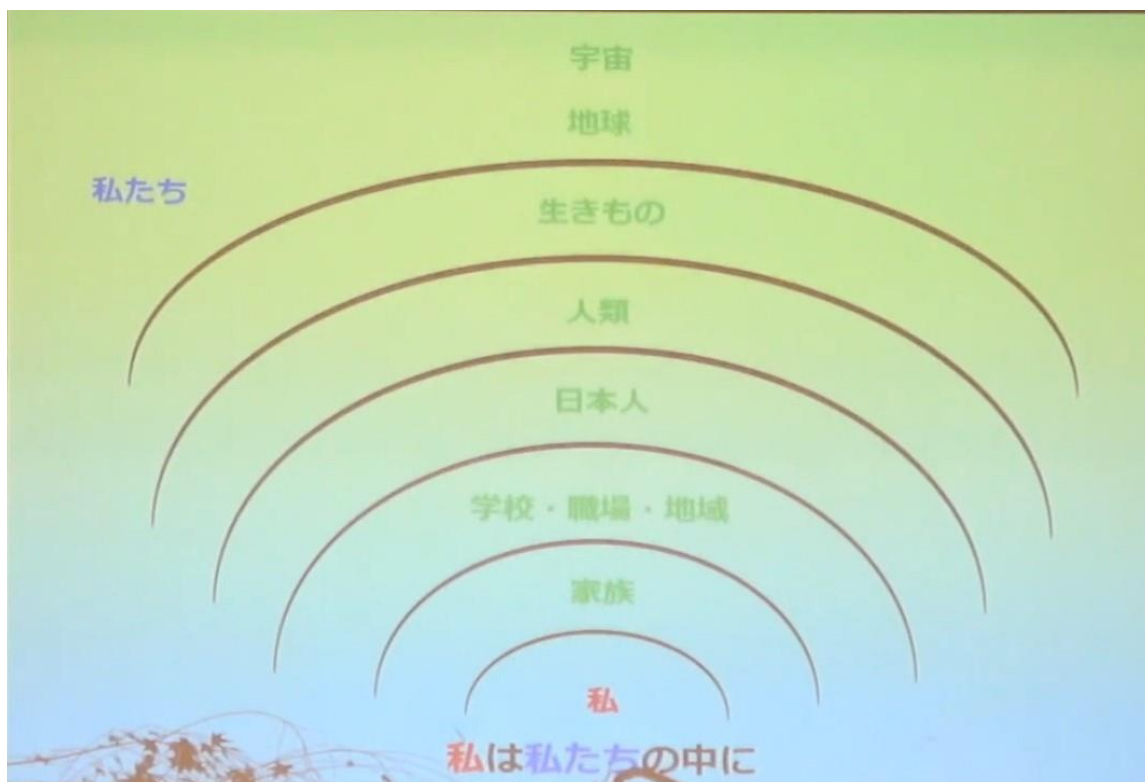 宇宙
地球
私たち
生きもの
人類
日本人
学校・職場・地域
家族
私
私は私たちの中に